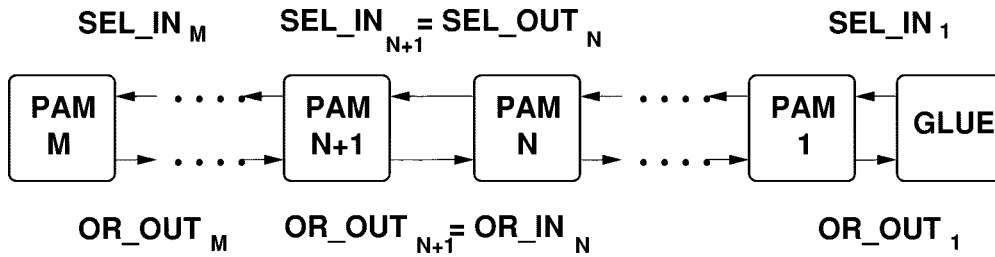 SEL_IN M SEL_IN N+1 = SEL_OUT N SEL_IN 1
PAM M
PAM N+1
PAM N
PAM 1
GLUE
OR_OUT M OR_OUT N+1 = OR_IN N OR_OUT 1